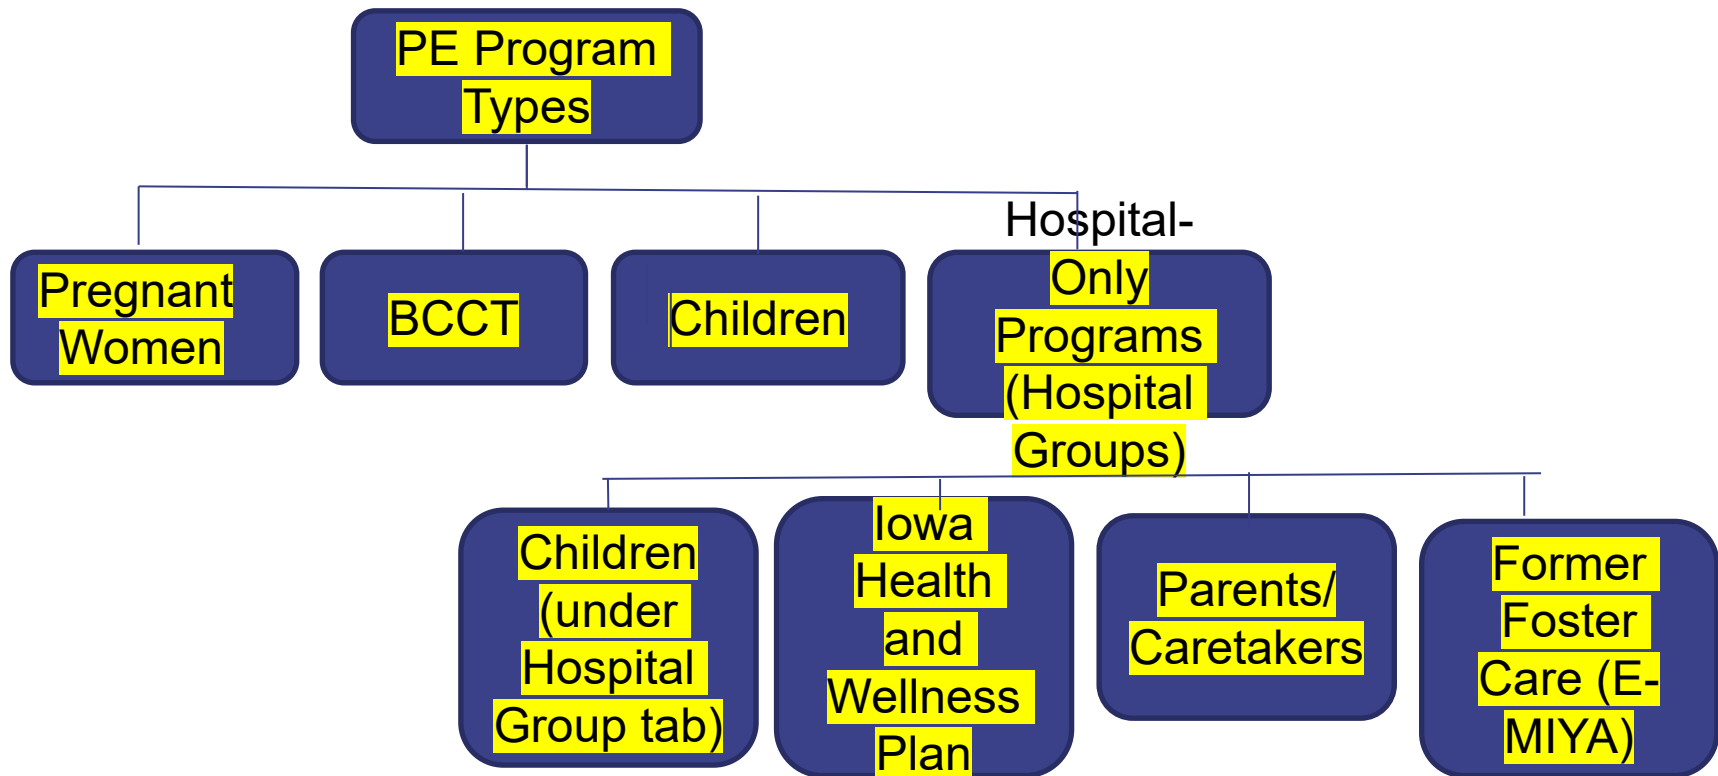 PE Program
Types
Pregnant
Women
BCCT
Children
Hospital-
Only
Programs
(Hospital
Groups)
Children
(under
Hospital
Group tab)
Iowa
Health
and
Wellness
Plan
Parents/
Caretakers
Former
Foster
Care (E-
MIYA)